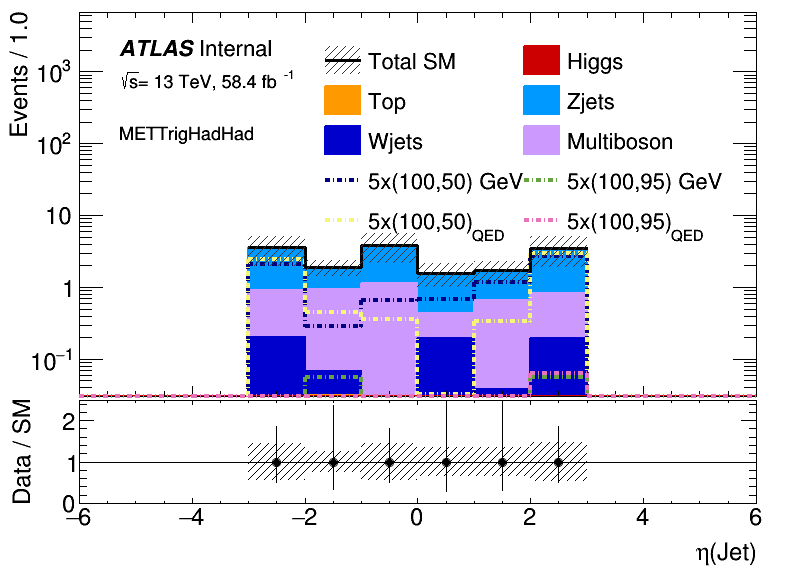 Events / 1.0
10³
10²
10
1
10⁻¹
ATLAS Internal
√s= 13 TeV, 58.4 fb ⁻¹
METTrigHadHad
Total SM
Higgs
Top
Zjets
Wjets
Multiboson
5x(100,50) GeV
5x(100,95) GeV
5x(100,50)QED
5x(100,95)QED
Data / SM
2
1
0
−6 −4 −2 0 2 4 6
η(Jet)